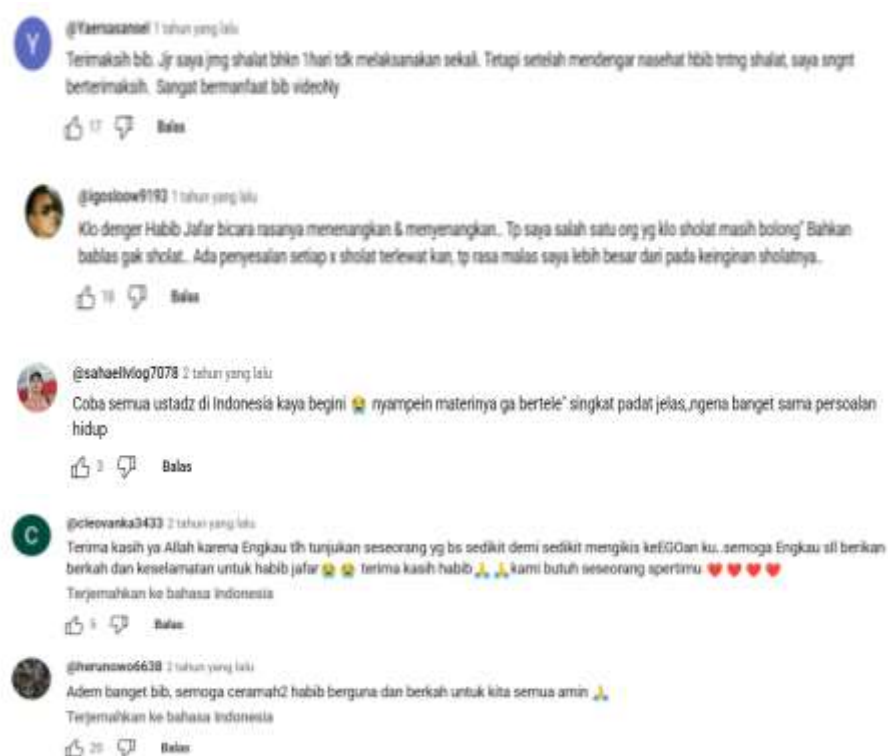 @Yaemasansel 1 tahun yang lalu
Terimaksih bib. Jjr saya jrng shalat bhkn 1hari tdk melaksanakan sekali. Tetapi setelah mendengar nasehat hbib tntng shalat, saya sngnt
berterimaksih. Sangat bermanfaat bib videoNy
17 Balas
1 tahun yang lalu
Klo denger Habib Jafar bicara rasanya menenangkan & menyenangkan.. Tp saya salah satu org yg klo sholat masih bolong" Bahkan
bablas gak sholat.. Ada penyesalan setiap x sholat terlewat kan, tp rasa malas saya lebih besar dari pada keinginan sholatnya..
Balas
@sahaellvlog7078 2 tahun yang lalu
Coba semua ustadz di Indonesia kaya begini 😭 nyampein materinya ga bertele" singkat padat jelas,,ngena banget sama persoalan
hidup
Balas
C
@cleovanka3433 2 tahun yang lalu
Terima kasih ya Allah karena Engkau tlh tunjukan seseorang yg bs sedikit demi sedikit mengikis keEGOan ku..semoga Engkau sll berikan
berkah dan keselamatan untuk habib jafar 😭 😭 terima kasih habib 🙏 🙏 kami butuh seseorang spertimu ❤️ ❤️ ❤️ ❤️
Terjemahkan ke bahasa Indonesia
Balas
@herunowo6638 2 tahun yang lalu
Adem banget bib, semoga ceramah2 habib berguna dan berkah untuk kita semua amin 🙏
Terjemahkan ke bahasa Indonesia
20 Balas